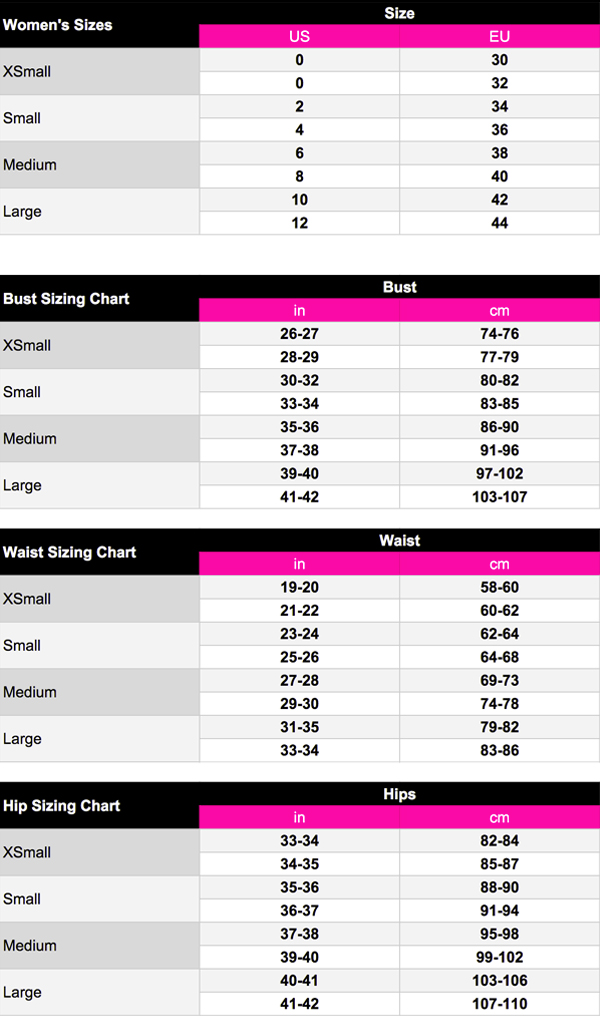 Women's Sizes Size
US EU
XSmall 0 30
0 32
Small 2 34
4 36
Medium 6 38
8 40
Large 10 42
12 44
Bust Sizing Chart Bust
in cm
XSmall 26-27 74-76
28-29 77-79
Small 30-32 80-82
33-34 83-85
Medium 35-36 86-90
37-38 91-96
Large 39-40 97-102
41-42 103-107
Waist Sizing Chart Waist
in cm
XSmall 19-20 58-60
21-22 60-62
Small 23-24 62-64
25-26 64-68
Medium 27-28 69-73
29-30 74-78
Large 31-35 79-82
33-34 83-86
Hip Sizing Chart Hips
in cm
XSmall 33-34 82-84
34-35 85-87
Small 35-36 88-90
36-37 91-94
Medium 37-38 95-98
39-40 99-102
Large 40-41 103-106
41-42 107-110